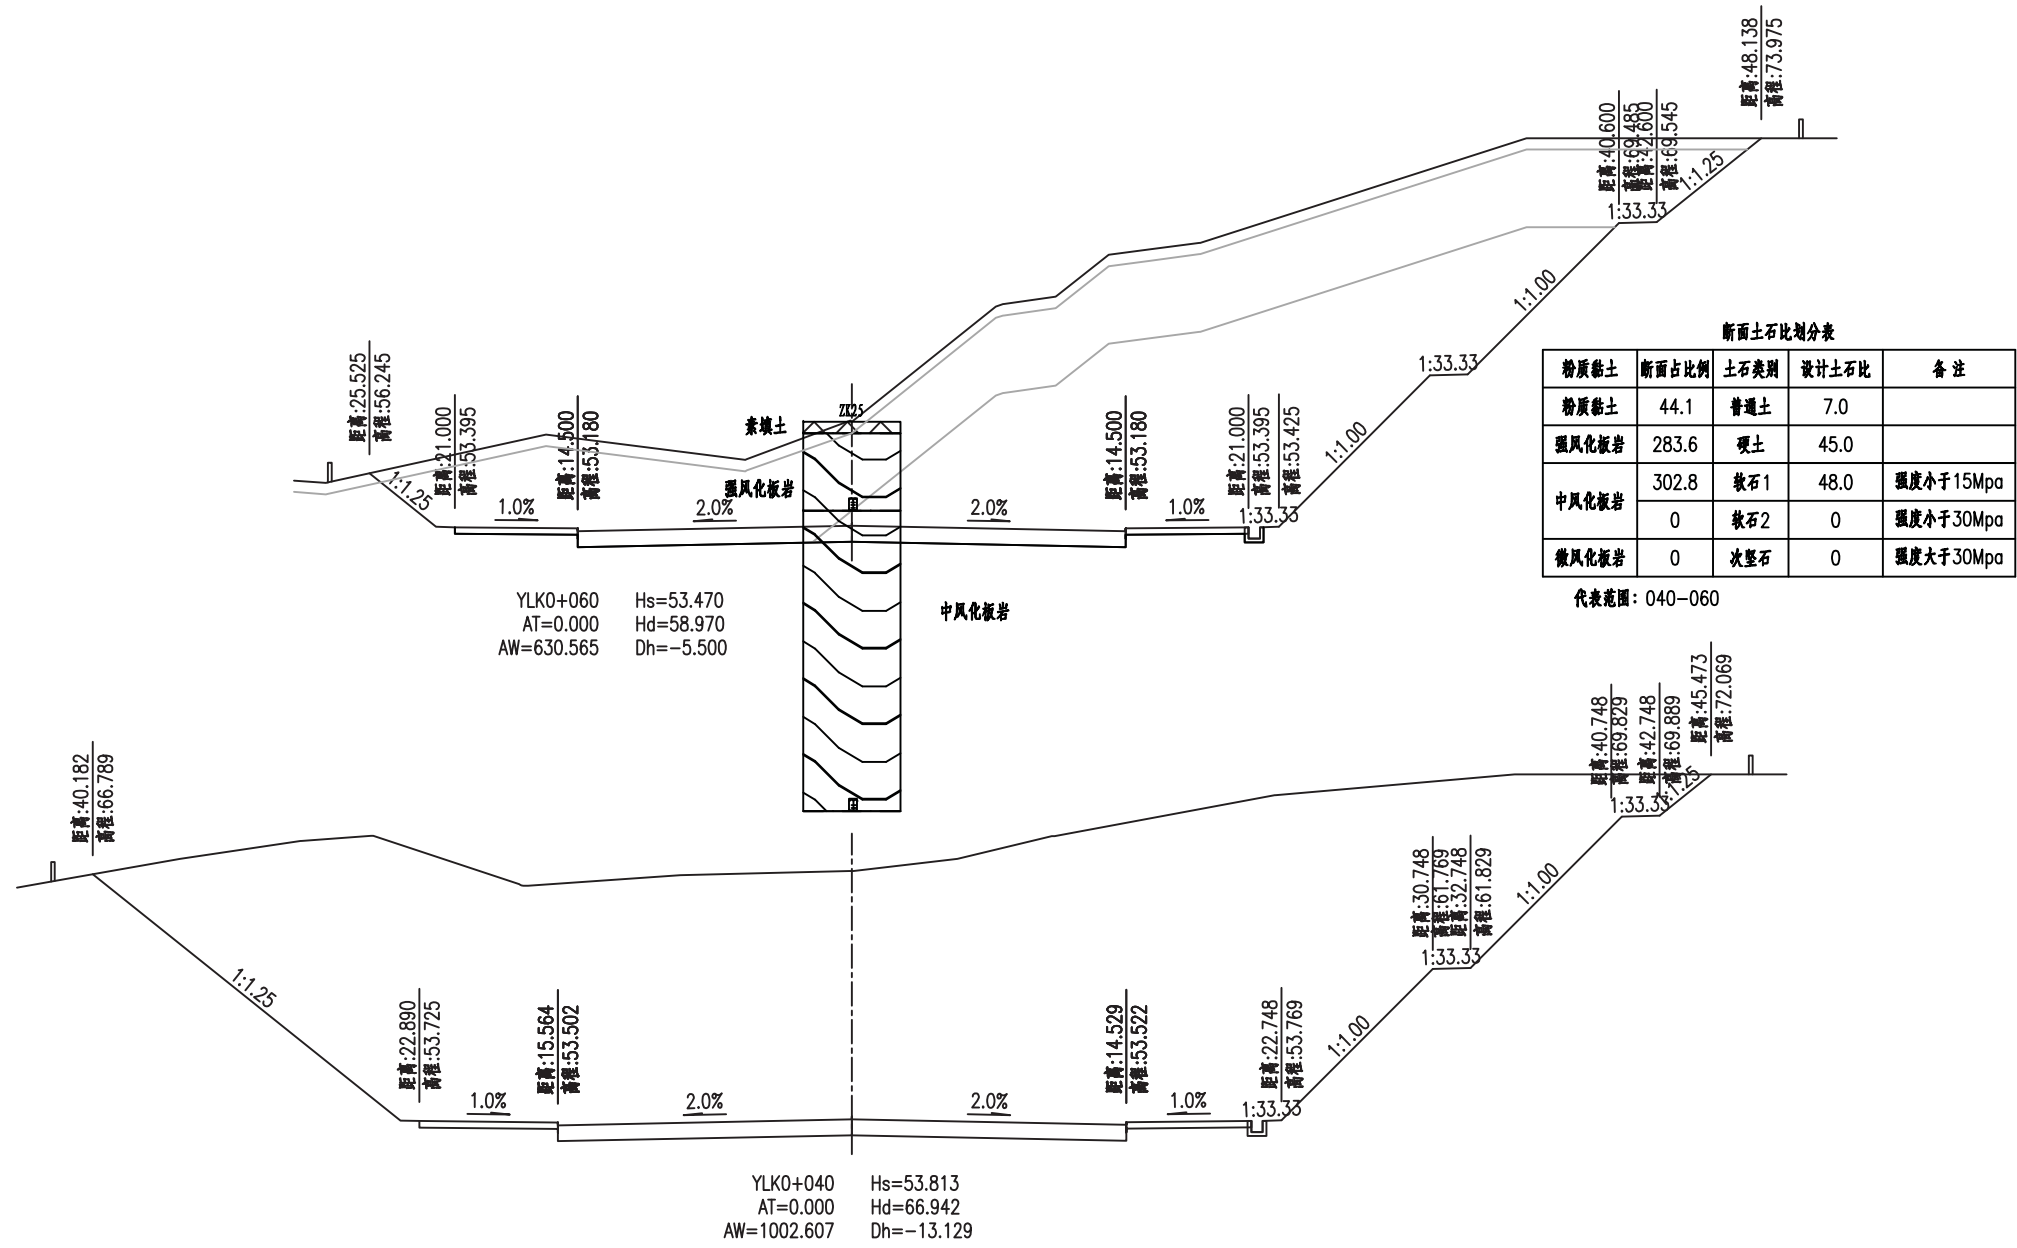 距离:48.138
高程:73.975
距离:40.600
高程:69.485
距离:42.600
高程:69.545
1:1.25
1:33.33
1:1.00
1:33.33
1:1.00
距离:25.525
高程:56.245
1:1.25
距离:21.000
高程:53.395
距离:14.500
高程:53.180
素填土
ZK25
强风化板岩
中风化板岩
距离:14.500
高程:53.180
距离:21.000
高程:53.395
高程:53.425
1.0%
2.0%
2.0%
1.0%
1:33.33
YLK0+060 Hs=53.470
AT=0.000 Hd=58.970
AW=630.565 Dh=-5.500
断面土石比划分表
粉质黏土 断面占比例 土石类别 设计土石比 备 注
粉质黏土 44.1 普通土 7.0
强风化板岩 283.6 硬土 45.0
中风化板岩 302.8 软石1 48.0 强度小于15Mpa
0 软石2 0 强度小于30Mpa
微风化板岩 0 次坚石 0 强度大于30Mpa
代表范围：040-060
距离:40.182
高程:66.789
1:1.25
距离:22.890
高程:53.725
距离:15.564
高程:53.502
距离:14.529
高程:53.522
距离:22.748
高程:53.769
距离:30.748
高程:61.769
距离:32.748
高程:61.829
距离:40.748
高程:69.829
距离:42.748
高程:69.889
距离:45.473
高程:72.069
1:1.25
1:33.33
1:1.00
1:33.33
1:1.00
1:33.33
1.0%
2.0%
2.0%
1.0%
YLK0+040 Hs=53.813
AT=0.000 Hd=66.942
AW=1002.607 Dh=-13.129